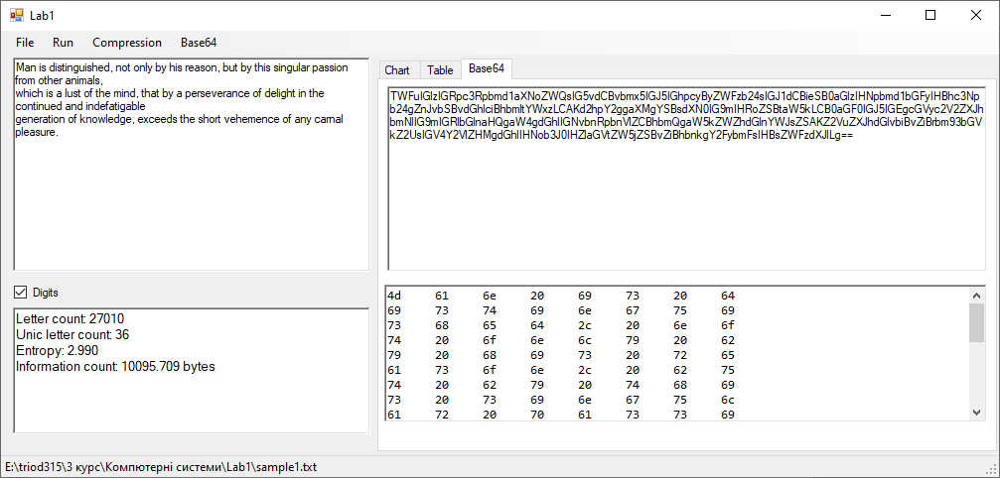 Lab1
File Run Compression Base64
Man is distinguished, not only by his reason, but by this singular passion
from other animals,
which is a lust of the mind, that by a perseverance of delight in the
continued and indefatigable
generation of knowledge, exceeds the short vehemence of any carnal
pleasure.
Digits
Letter count: 27010
Unic letter count: 36
Entropy: 2.990
Information count: 10095.709 bytes
Chart Table Base64
TWFuIGlzIGRpc3Rpbmd1aXNoZWQsIG5vdCBvbmx5IGJ5IGhpcyByZWFzb24sIGJ1dCBieSB0aGlzIHNpbmd1bGFyIHBhc3Np
b24gZnJvbSBvdGhlciBhbmltYWxzLCAKd2hpY2ggaXMgYSBsdXN0IG9mIHRoZSBtaW5kLCB0aGF0IGJ5IGEgcGVyc2V2ZXJh
bmNlIG9mIGRlbGlnaHQgaW4gdGhlIGNvbnRpbnVlZCBhbmQgaW5kZWZhdGlnYWJsZSAKZ2VuZXJhdGlvbiBvZiBrbm93bGV
kZ2UsIGV4Y2VlZHMgdGhlIHNob3J0IHZlaGVtZW5jZSBvZiBhbnkgY2FybmFsIHBsZWFzdXJlLg==
4d 61 6e 20 69 73 20 64
69 73 74 69 6e 67 75 69
73 68 65 64 2c 20 6e 6f
74 20 6f 6e 6c 79 20 62
79 20 68 69 73 20 72 65
61 73 6f 6e 2c 20 62 75
74 20 62 79 20 74 68 69
73 20 73 69 6e 67 75 6c
61 72 20 70 61 73 73 69
E:\triod315\3 курс\Компютерні системи\Lab1\sample1.txt